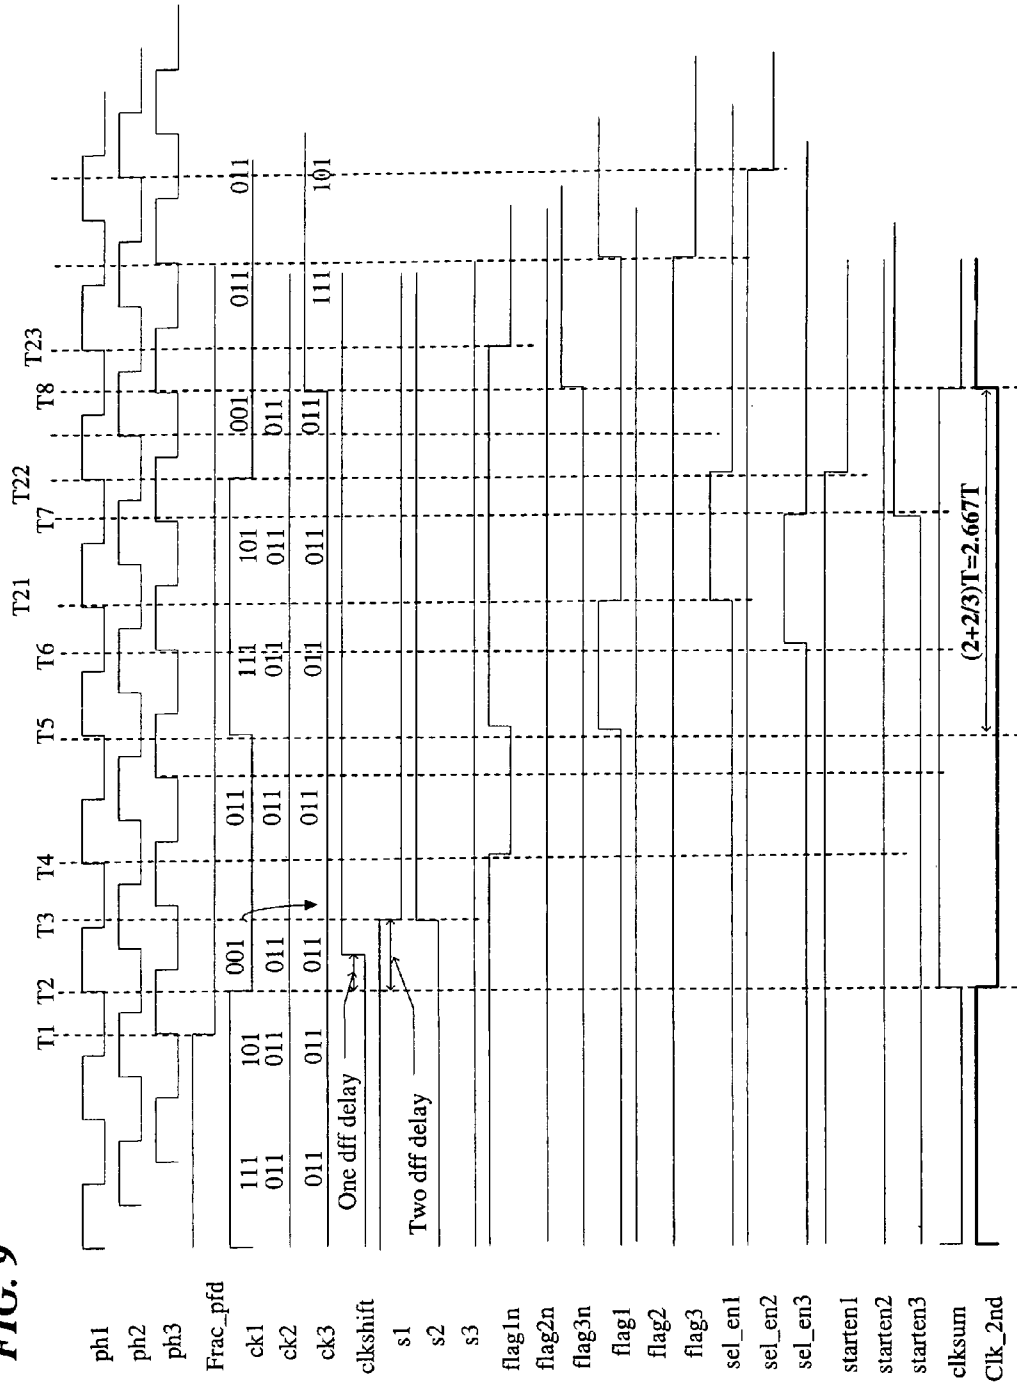 FIG. 9
T1 T2 T3 T4 T5 T6 T21 T7 T22 T8 T23
ph1
ph2
ph3
Frac_pfd
ck1
111 101 001 011 111 101 001 011 011
ck2
011 011 011 011 011 011 011
ck3
011 011 011 011 011 011 011 111 101
clkshift
One dff delay
s1
s2
Two dff delay
s3
flag1n
flag2n
flag3n
flag1
flag2
flag3
sel_en1
sel_en2
sel_en3
starten1
starten2
starten3
clksum
(2+2/3)T=2.667T
Clk_2nd